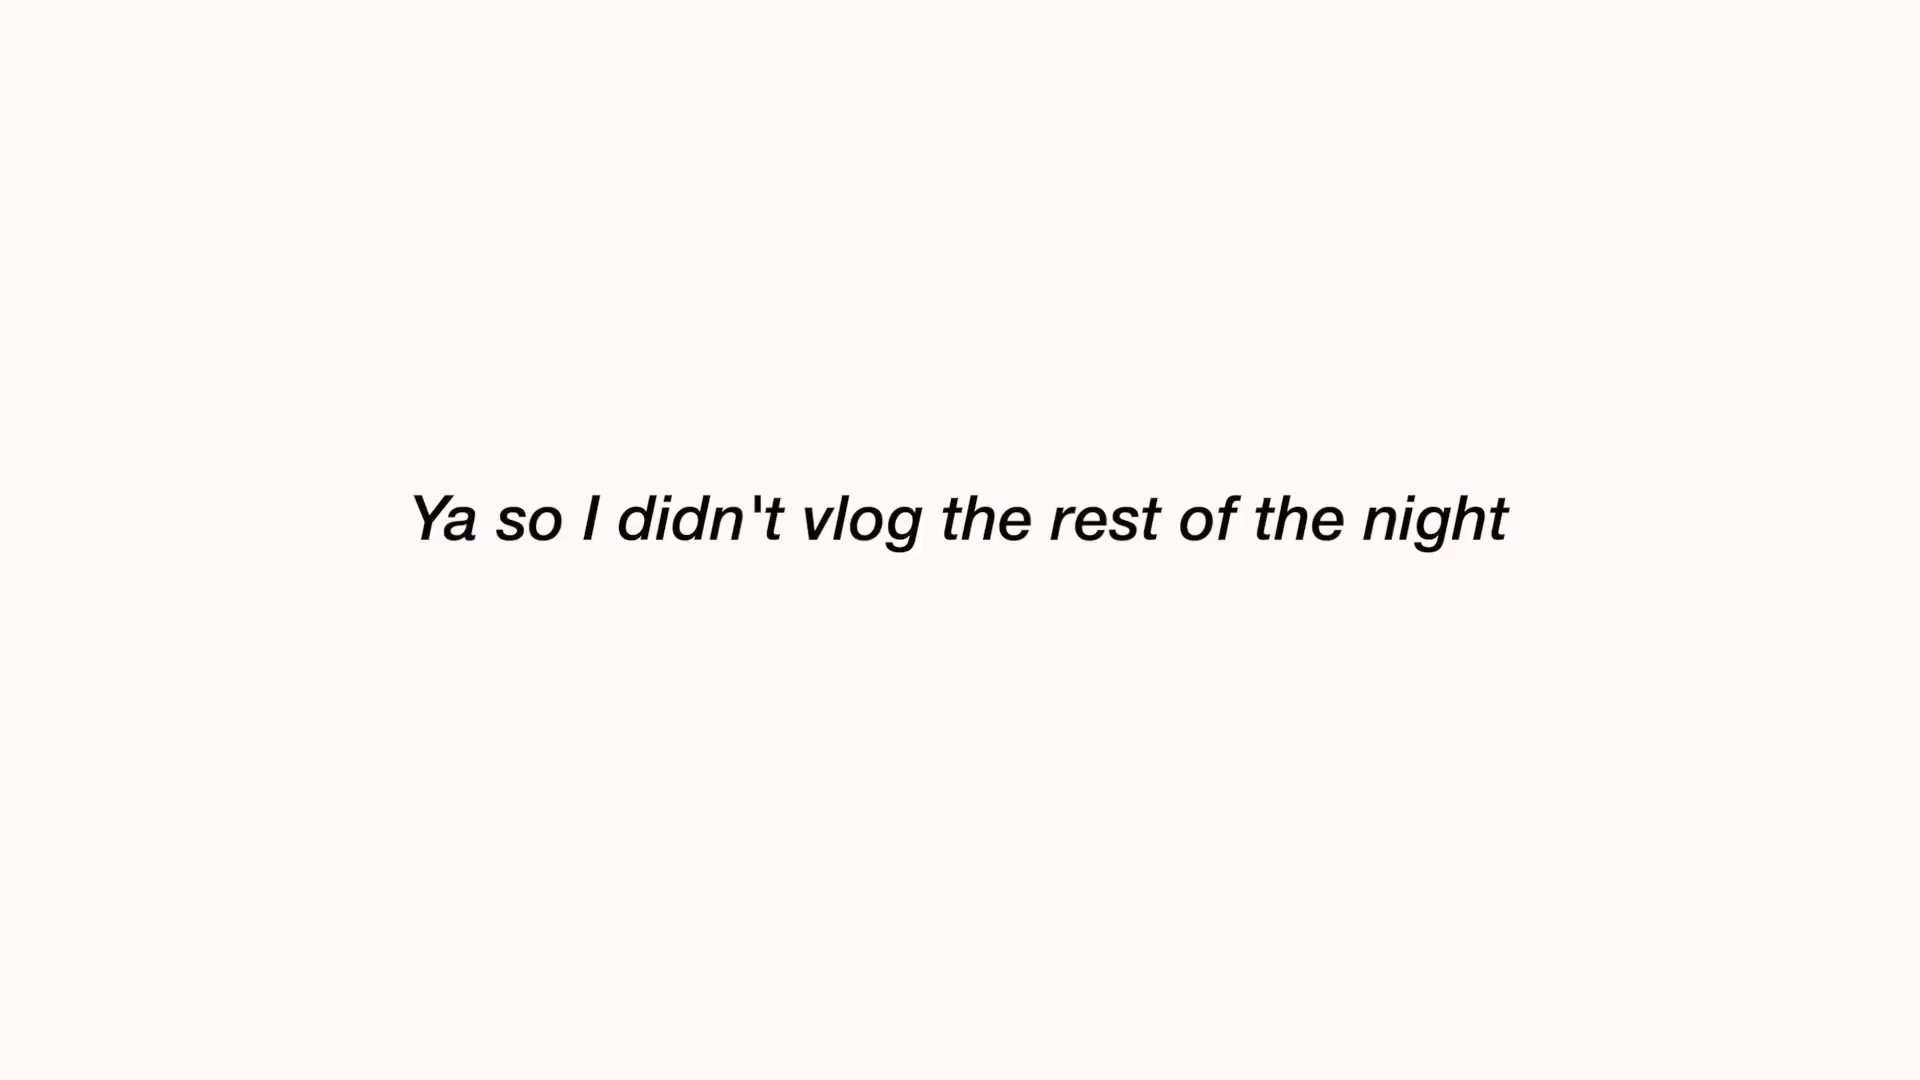 Ya so I didn't vlog the rest of the night